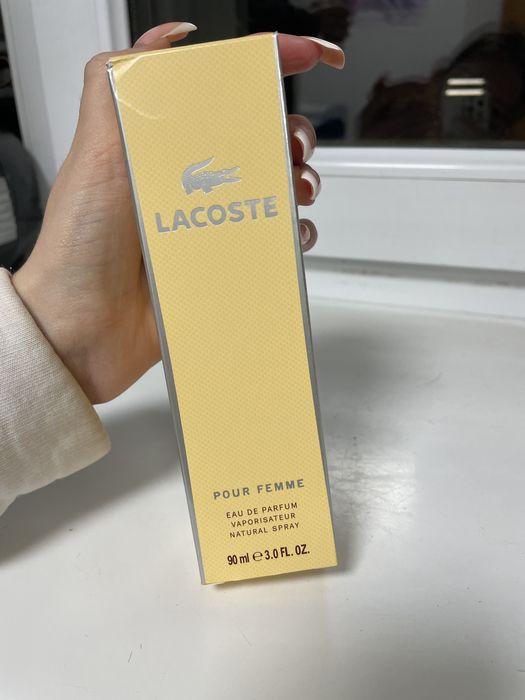 LACOSTE
POUR FEMME
EAU DE PARFUM
VAPORISATEUR
NATURAL SPRAY
90 ml ℮ 3.0 FL. OZ.